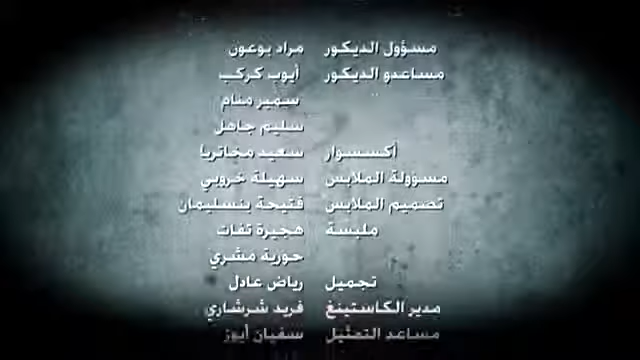 مسؤول الديكور مراد بوعون
مساعدو الديكور أيوب كركب
سمير منام
سليم جاهل
أكسسوار سعيد مخاتريا
مسؤولة الملابس سهيلة خروبي
تصميم الملابس فتيحة بنسليمان
ملبسة هجيرة تفات
حورية مشري
تجميل رياض عادل
مدير الكاستينغ فريد شرشاري
مساعد التمثيل سفيان أيوز